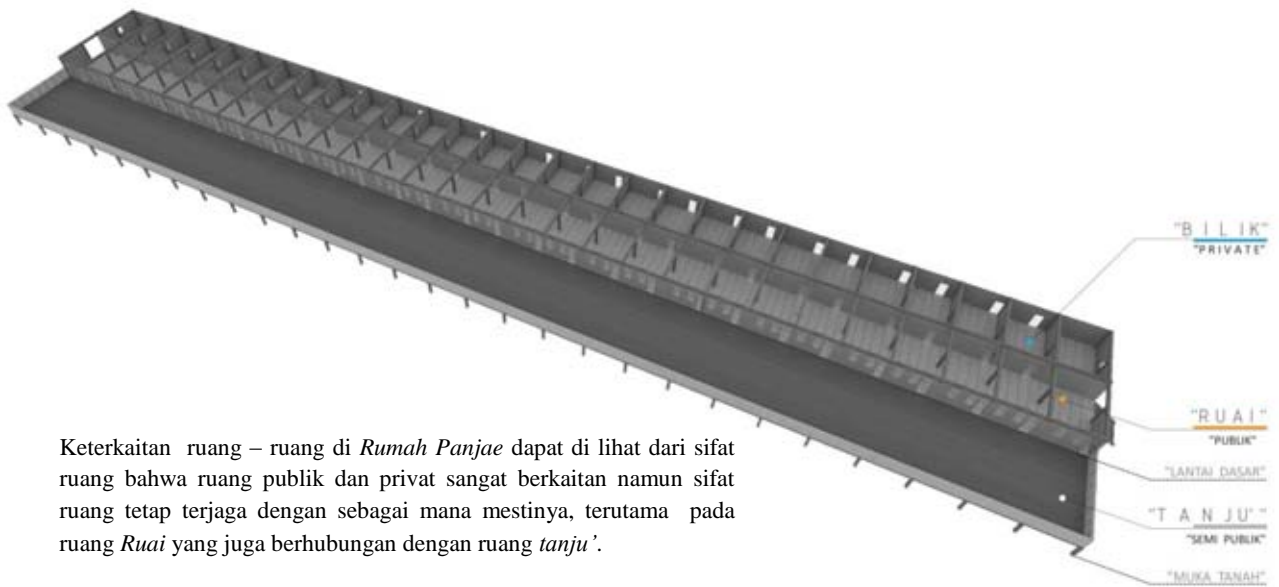 "BILIK"
"PRIVATE"
"RUAI"
"PUBLIK"
"LANTAI DASAR"
"TANJU'"
"SEMI PUBLIK"
"MUKA TANAH"
Keterkaitan ruang – ruang di Rumah Panjae dapat di lihat dari sifat
ruang bahwa ruang publik dan privat sangat berkaitan namun sifat
ruang tetap terjaga dengan sebagai mana mestinya, terutama pada
ruang Ruai yang juga berhubungan dengan ruang tanju’.